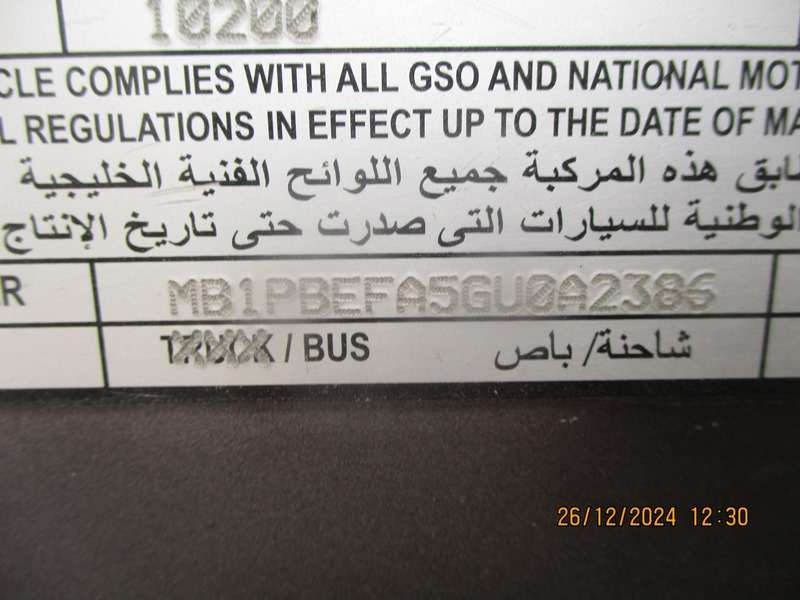 10200
CLE COMPLIES WITH ALL GSO AND NATIONAL MOT
L REGULATIONS IN EFFECT UP TO THE DATE OF MA
ابق هذه المركبة جميع اللوائح الفنية الخليجية
الوطنية للسيارات التى صدرت حتى تاريخ الإنتاج
R MB1PBEFA5GU0A2386
TRUCK / BUS شاحنة/ باص
26/12/2024 12:30